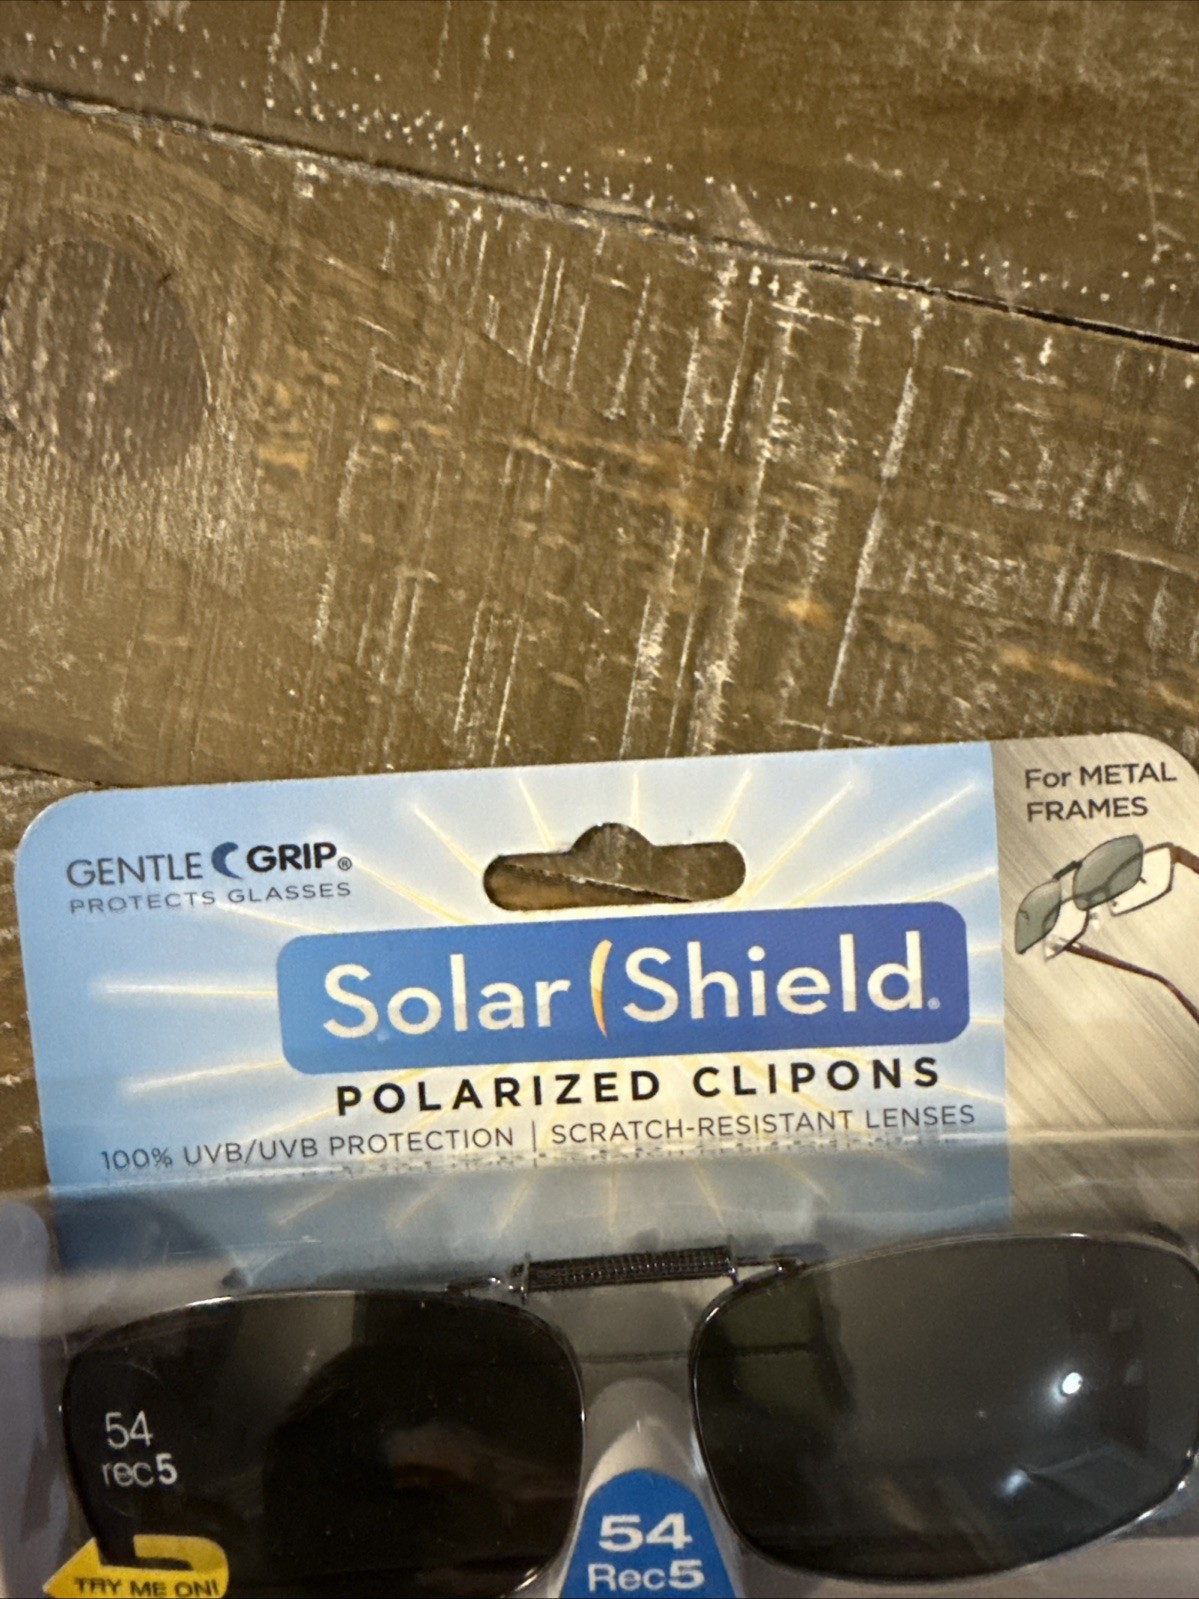 For METAL
FRAMES
GENTLE GRIP®
PROTECTS GLASSES
Solar Shield®
POLARIZED CLIPONS
100% UVB/UVB PROTECTION | SCRATCH-RESISTANT LENSES
54
rec5
54
Rec5
TRY ME ON!